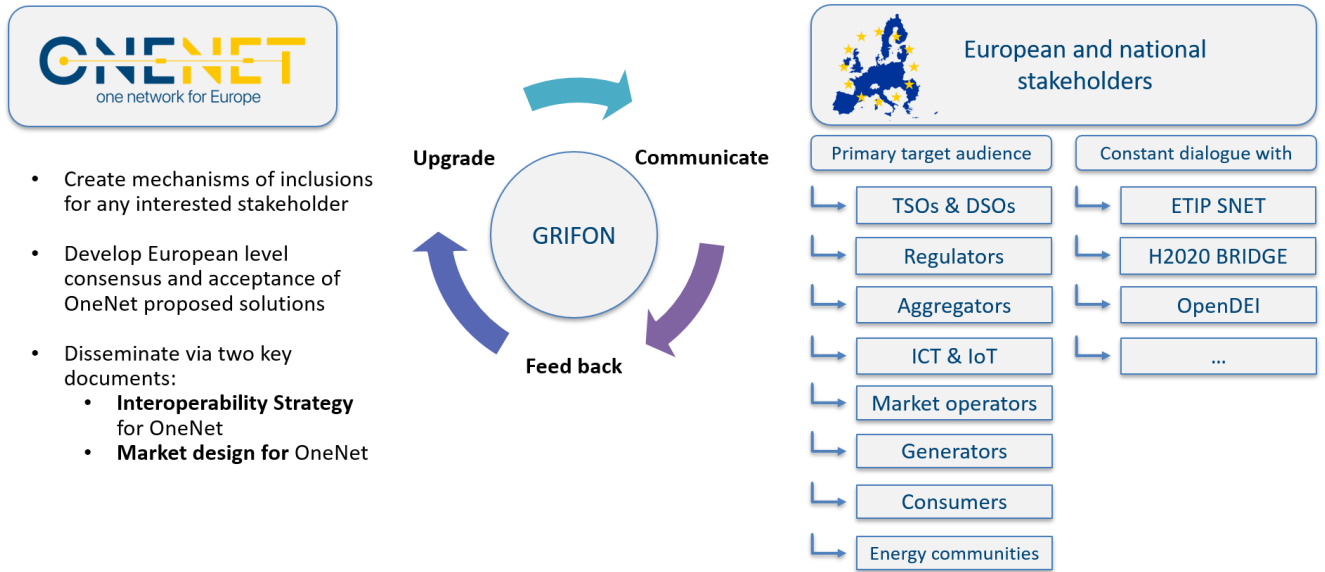 ONENET
one network for Europe
• Create mechanisms of inclusions
for any interested stakeholder
• Develop European level
consensus and acceptance of
OneNet proposed solutions
• Disseminate via two key
documents:
• Interoperability Strategy
for OneNet
• Market design for OneNet
Upgrade
Communicate
GRIFON
Feed back
European and national
stakeholders
Primary target audience
TSOs & DSOs
Regulators
Aggregators
ICT & IoT
Market operators
Generators
Consumers
Energy communities
Constant dialogue with
ETIP SNET
H2020 BRIDGE
OpenDEI
...